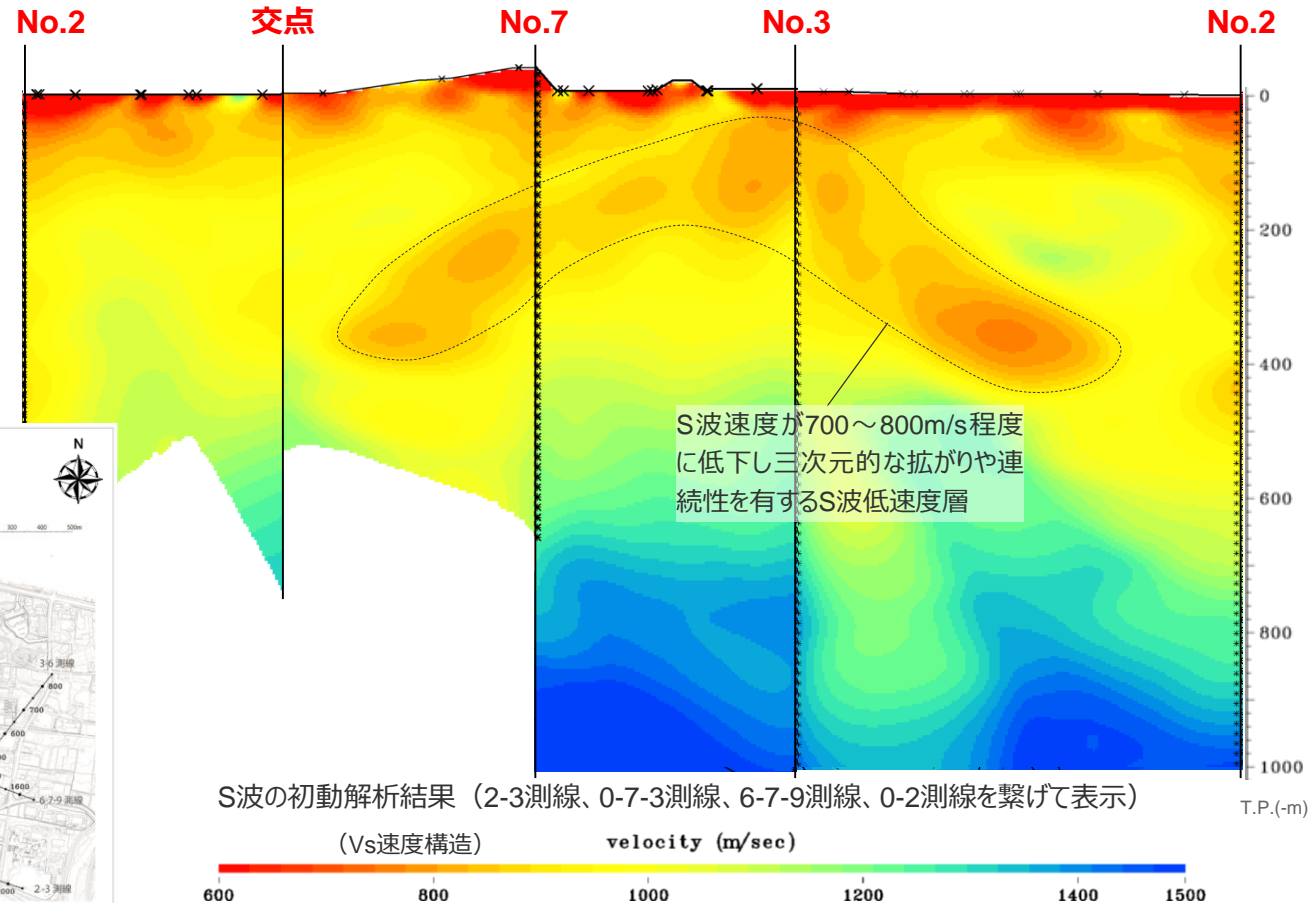 No.2 交点 No.7 No.3 No.2
0
200
400
S波速度が700～800m/s程度
に低下し三次元的な拡がりや連
続性を有するS波低速度層
600
800
1000
T.P.(-m)
N
300 400 500m
3-6 測線
800
700
600
1600
6-7-9 測線
2-3 測線
S波の初動解析結果（2-3測線、0-7-3測線、6-7-9測線、0-2測線を繋げて表示）
（Vs速度構造） velocity (m/sec)
600 800 1000 1200 1400 1500